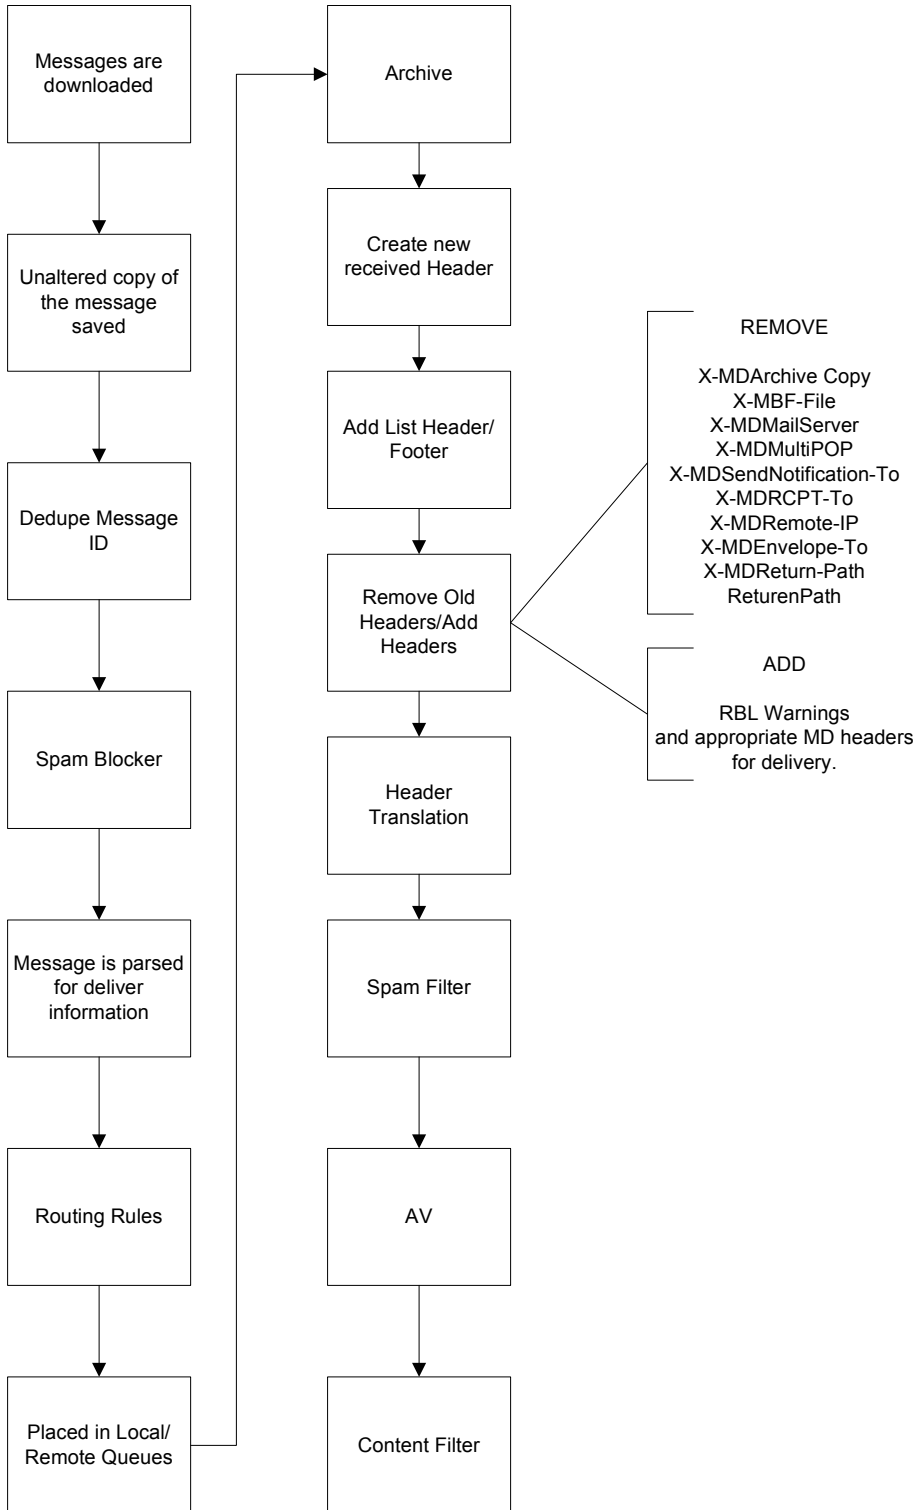 Messages are
downloaded
Unaltered copy of
the message
saved
Dedupe Message
ID
Spam Blocker
Message is parsed
for deliver
information
Routing Rules
Placed in Local/
Remote Queues
Archive
Create new
received Header
Add List Header/
Footer
Remove Old
Headers/Add
Headers
Header
Translation
Spam Filter
AV
Content Filter
REMOVE
X-MDArchive Copy
X-MBF-File
X-MDMailServer
X-MDMultiPOP
X-MDSendNotification-To
X-MDRCPT-To
X-MDRemote-IP
X-MDEnvelope-To
X-MDReturn-Path
ReturenPath
ADD
RBL Warnings
and appropriate MD headers
for delivery.